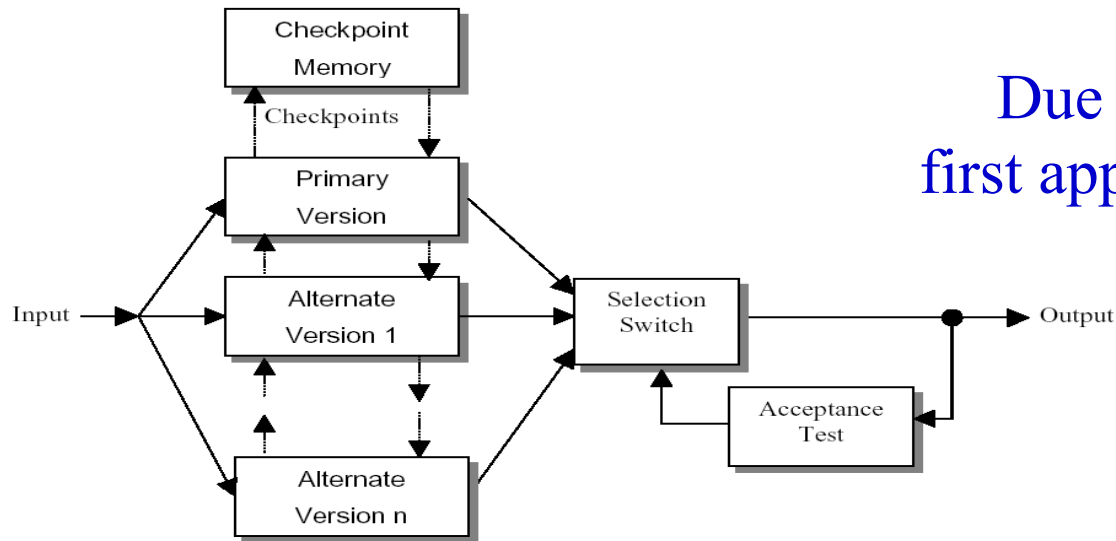 Checkpoint
Memory
Checkpoints
Due
first app
Primary
Version
Input
Alternate
Version 1
Selection
Switch
Output
Acceptance
Test
Alternate
Version n